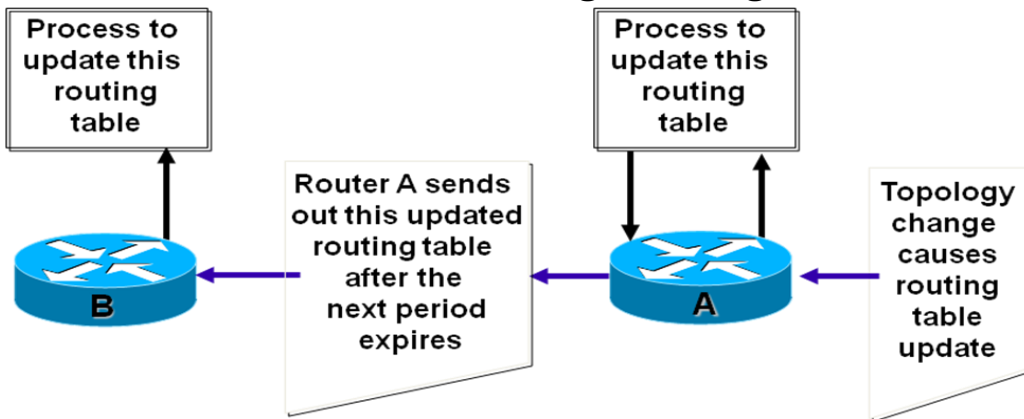 Process to
update this
routing
table
Process to
update this
routing
table
Router A sends
out this updated
routing table
after the
next period
expires
Topology
change
causes
routing
table
update
B
A